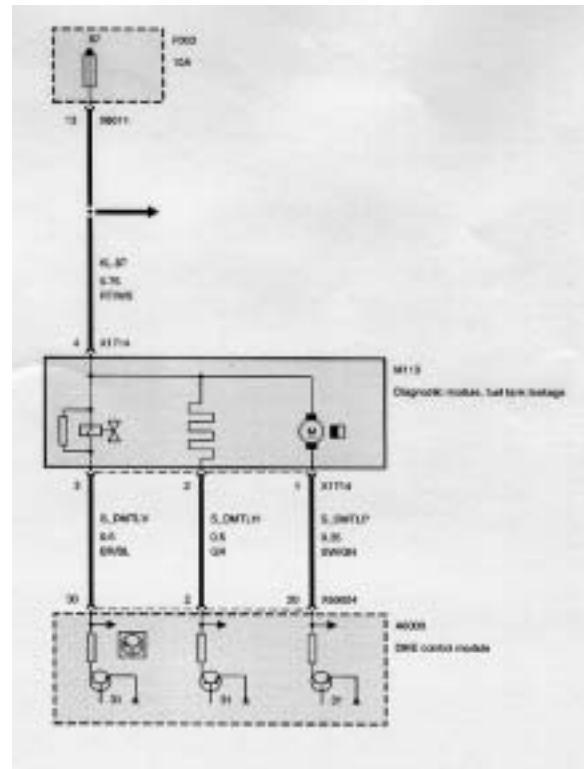 87
F003
10A
13 X6011
KL_87
0.75
RT/WS
4 X1714
M119
Diagnostic module, fuel tank leakage
M
3 2 1 X1714
S_DMTLV S_DMTLH S_DMTLP
0.5 0.5 0.35
BR/BL GR SW/GN
30 2 20 X60004
A6000
DME control module
31 31 31